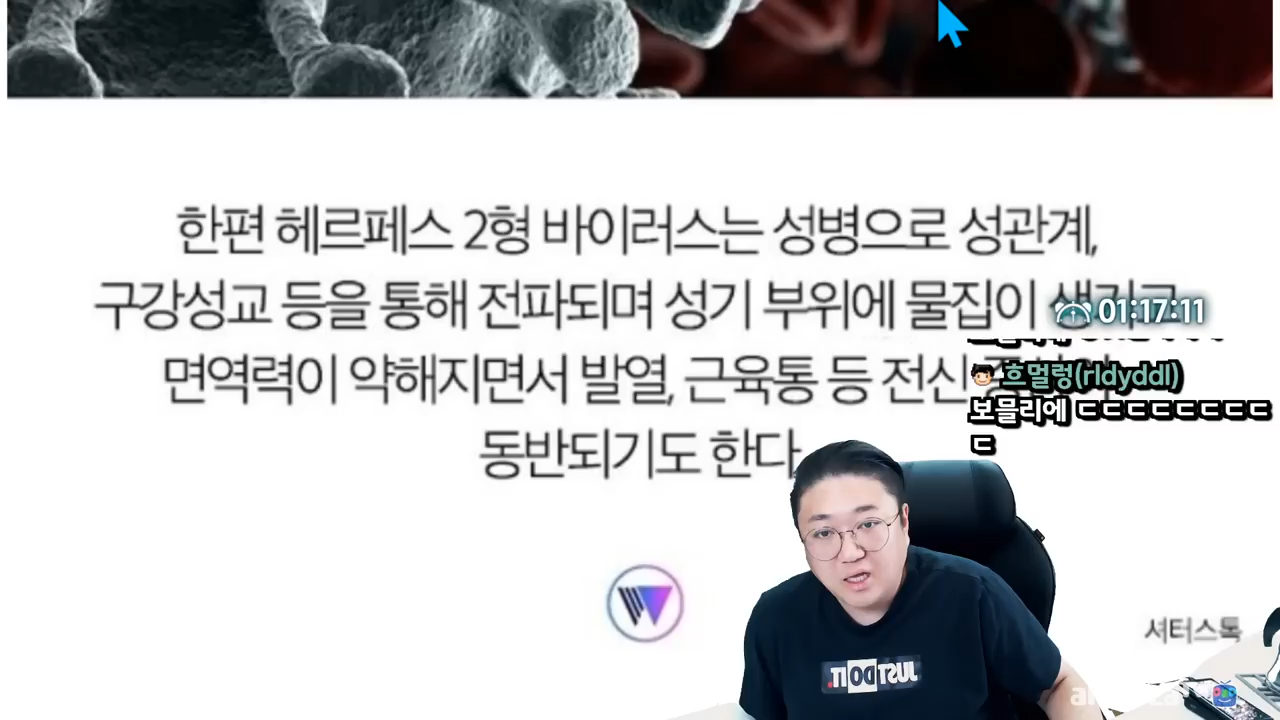 한편 헤르페스 2형 바이러스는 성병으로 성관계,
구강성교 등을 통해 전파되며 성기 부위에 물집이
01:17:11
면역력이 약해지면서 발열, 근육통 등 전신
흐멀렁(rldyddl)
보믈리에 ㄷㄷㄷㄷㄷㄷㄷㄷ
ㄷ
동반되기도 한다.
셔터스톡
JUST DO IT.